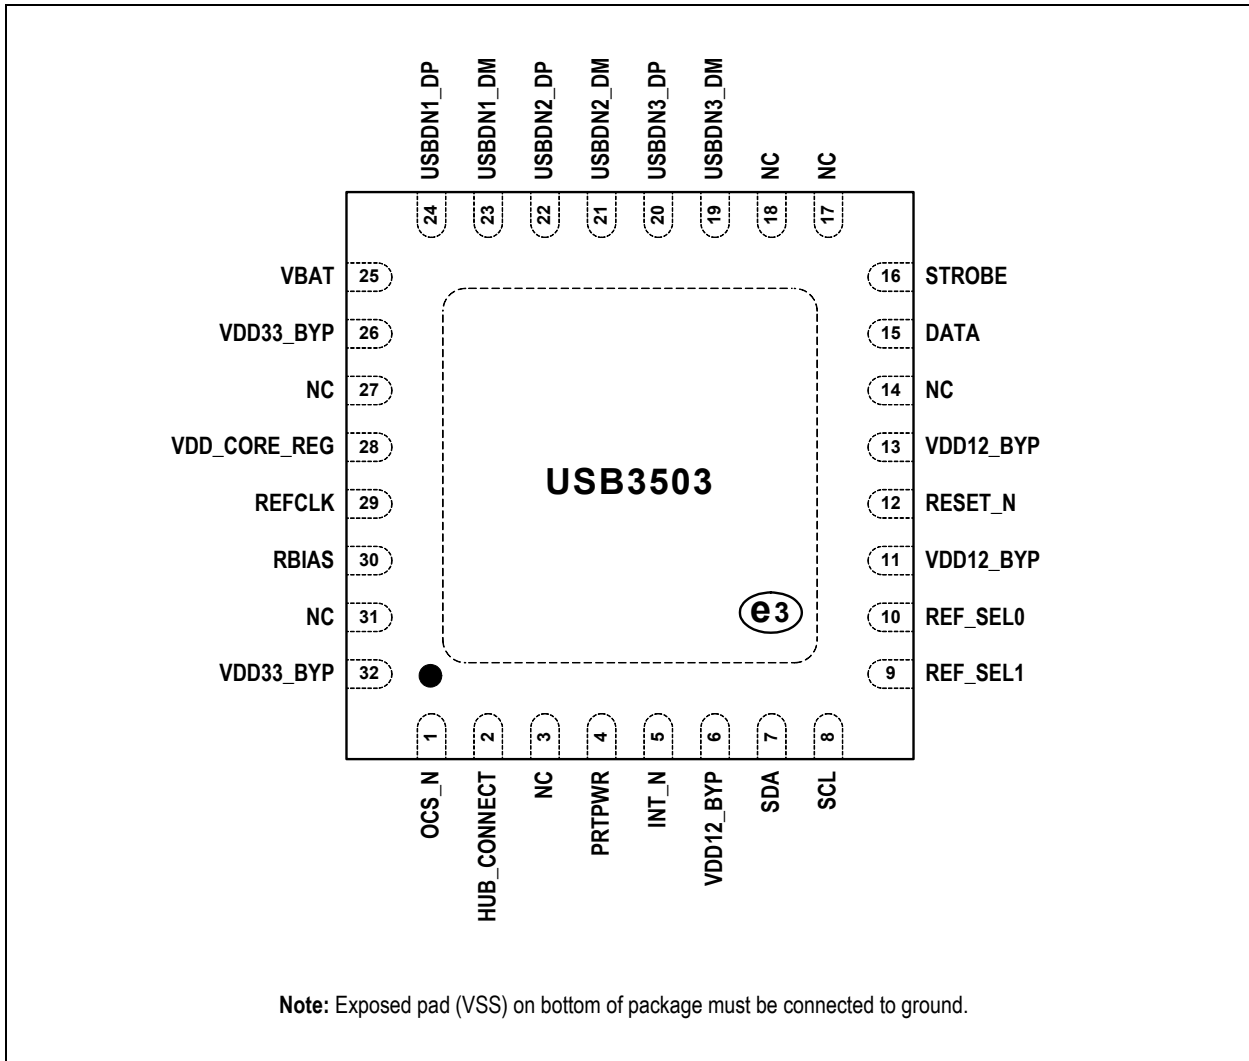 USBDN1_DP
USBDN1_DM
USBDN2_DP
USBDN2_DM
USBDN3_DP
USBDN3_DM
NC
NC
24
23
22
21
20
19
18
17
VBAT 25
16 STROBE
VDD33_BYP 26
15 DATA
NC 27
14 NC
VDD_CORE_REG 28
13 VDD12_BYP
USB3503
REFCLK 29
12 RESET_N
RBIAS 30
11 VDD12_BYP
e3
NC 31
10 REF_SEL0
VDD33_BYP 32
9 REF_SEL1
1
2
3
4
5
6
7
8
OCS_N
HUB_CONNECT
NC
PRTPWR
INT_N
VDD12_BYP
SDA
SCL
Note: Exposed pad (VSS) on bottom of package must be connected to ground.